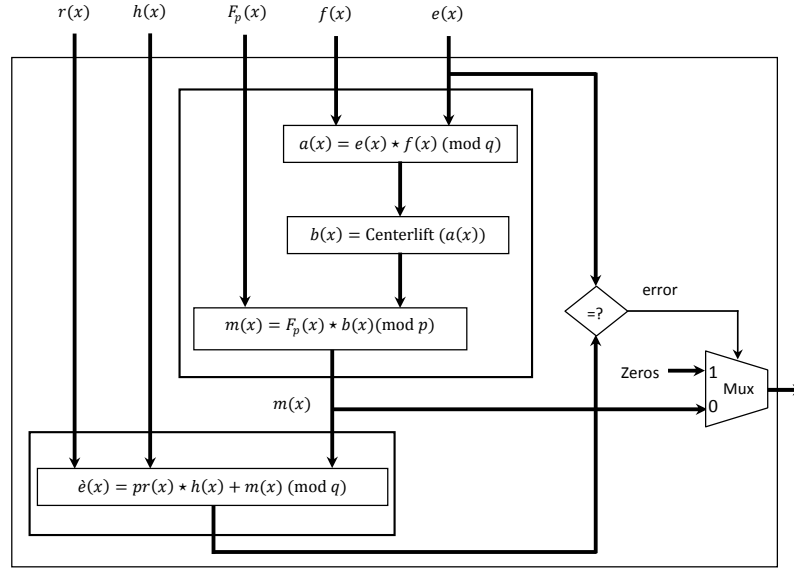 r(x) h(x) F_p(x) f(x) e(x)
a(x) = e(x) ⋆ f(x) (mod q)
b(x) = Centerlift (a(x))
error
=?
m(x) = F_p(x) ⋆ b(x)(mod p)
Zeros
1
Mux
m(x)
0
è(x) = pr(x) ⋆ h(x) + m(x) (mod q)